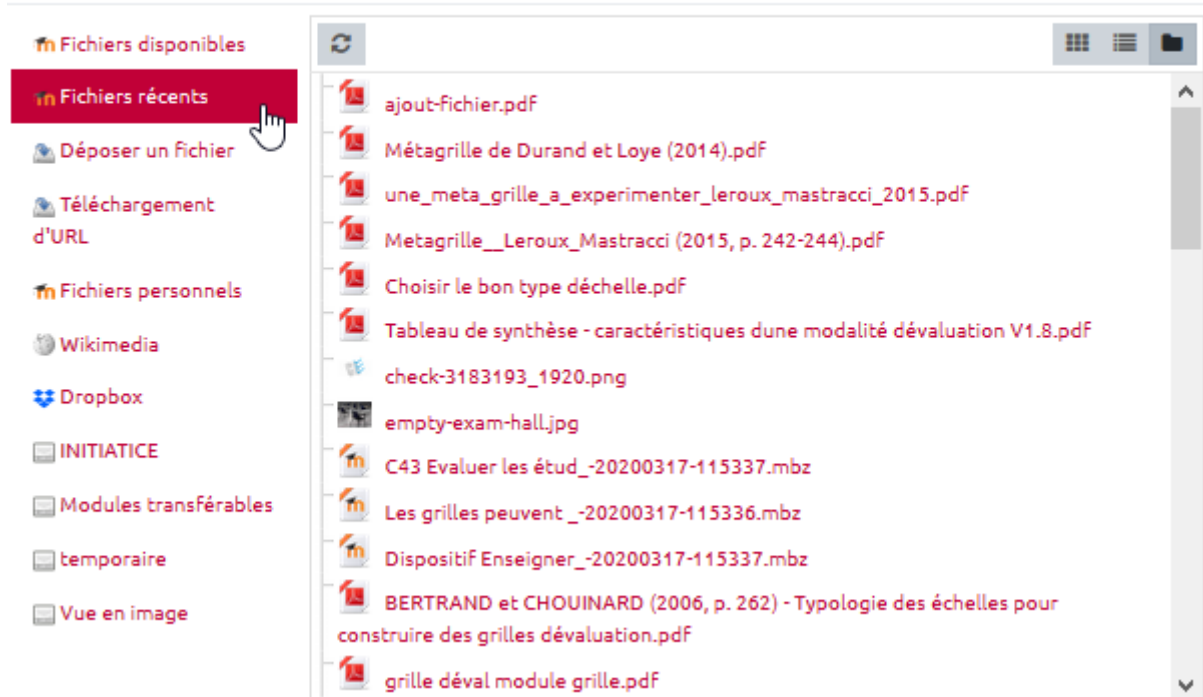 Fichiers disponibles
Fichiers récents
Déposer un fichier
Téléchargement
d'URL
Fichiers personnels
Wikimedia
Dropbox
INITIATICE
Modules transférables
temporaire
Vue en image
ajout-fichier.pdf
Métagrille de Durand et Loye (2014).pdf
une_meta_grille_a_experimenter_leroux_mastracci_2015.pdf
Metagrille__Leroux_Mastracci (2015, p. 242-244).pdf
Choisir le bon type déchelle.pdf
Tableau de synthèse - caractéristiques dune modalité dévaluation V1.8.pdf
check-3183193_1920.png
empty-exam-hall.jpg
C43 Evaluer les étud_-20200317-115337.mbz
Les grilles peuvent _-20200317-115336.mbz
Dispositif Enseigner_-20200317-115337.mbz
BERTRAND et CHOUINARD (2006, p. 262) - Typologie des échelles pour
construire des grilles dévaluation.pdf
grille déval module grille.pdf